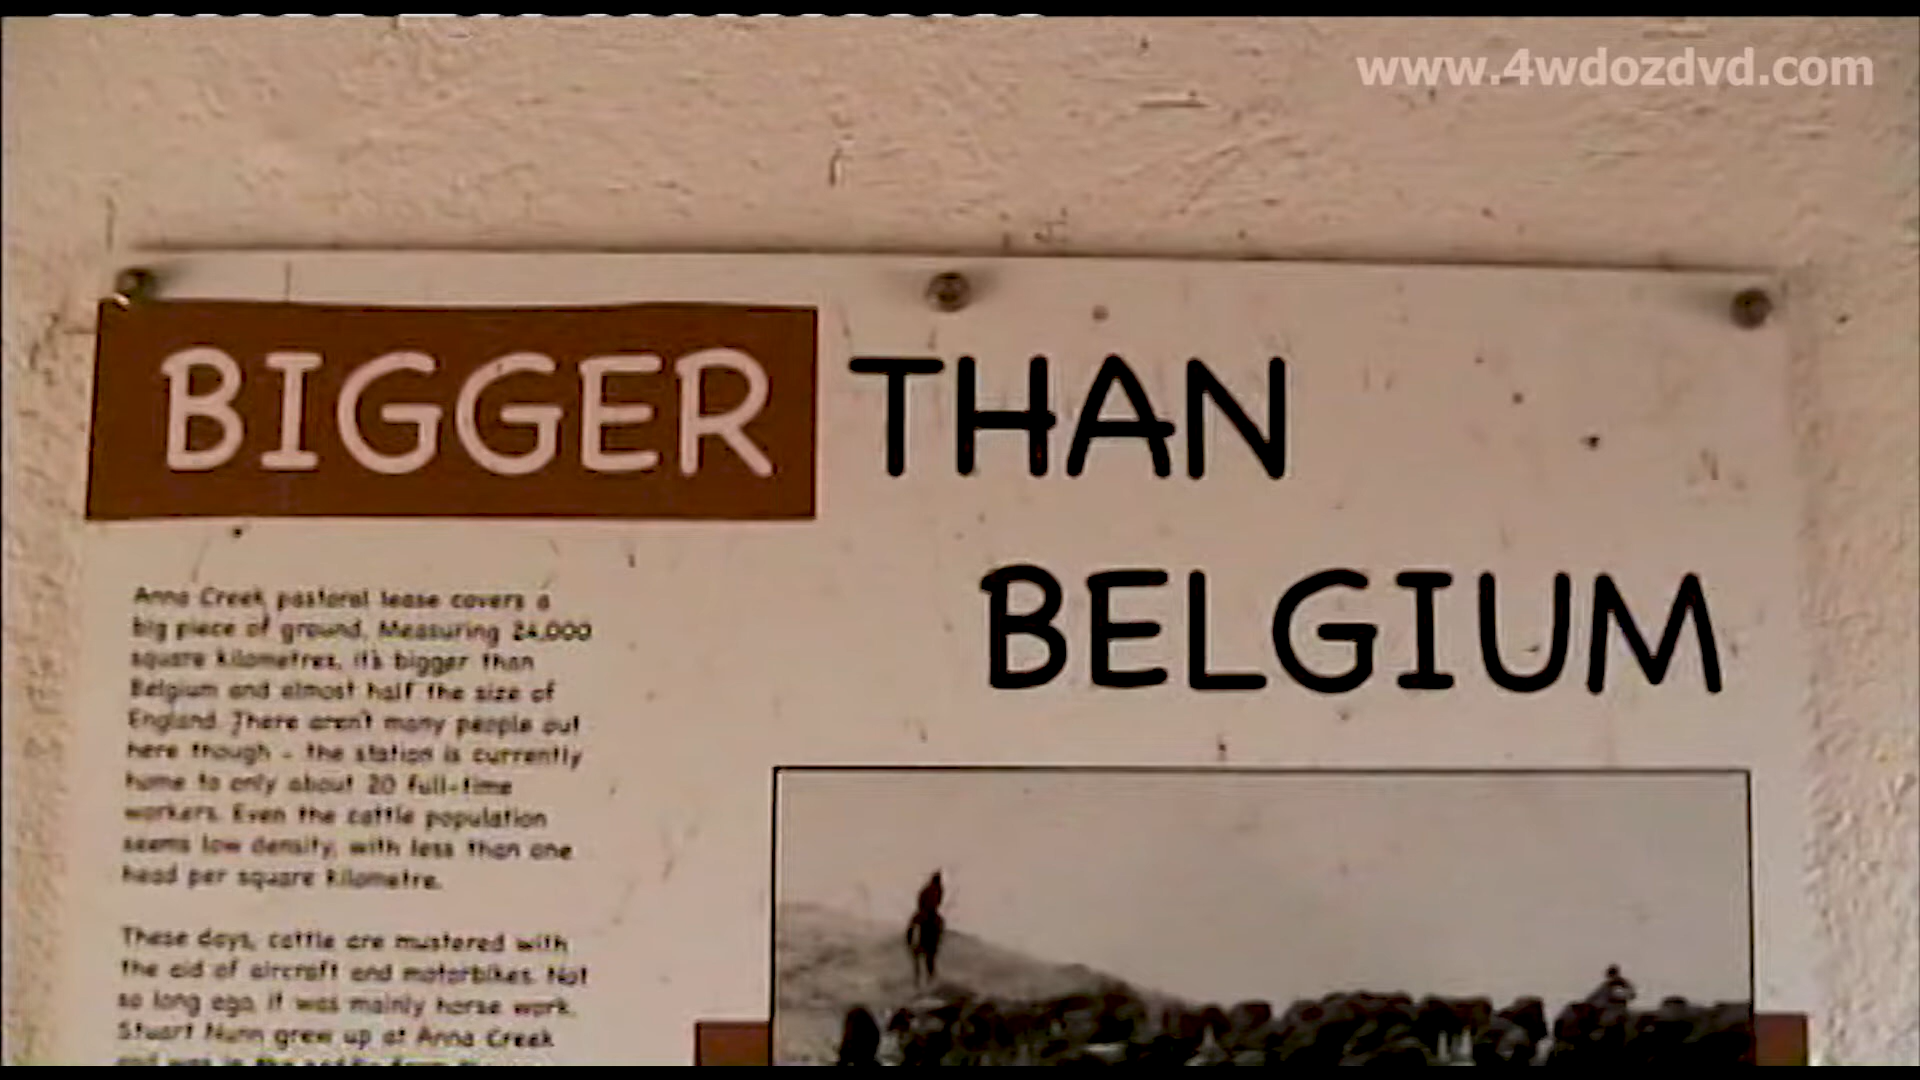 www.4wdozdvd.com
BIGGER THAN
BELGIUM
Anna Creek pastoral lease covers a
big piece of ground. Measuring 24,000
square kilometres, it's bigger than
Belgium and almost half the size of
England. There aren't many people out
here though - the station is currently
home to only about 20 full-time
workers. Even the cattle population
seems low density, with less than one
head per square kilometre.
These days, cattle are mustered with
the aid of aircraft and motorbikes. Not
so long ago, it was mainly horse work.
Stuart Nunn grew up at Anna Creek
and was in the